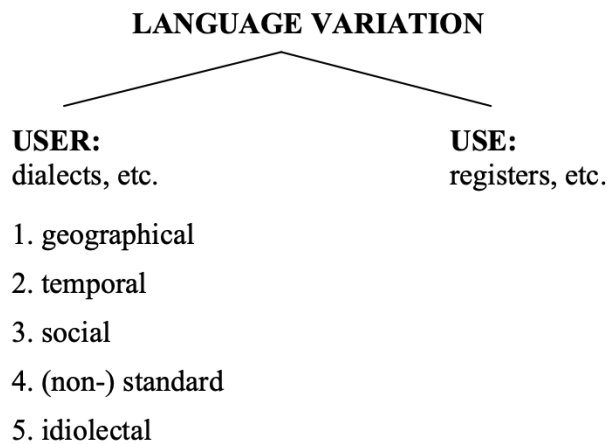 LANGUAGE VARIATION
USER:
dialects, etc.
USE:
registers, etc.
1. geographical
2. temporal
3. social
4. (non-) standard
5. idiolectal